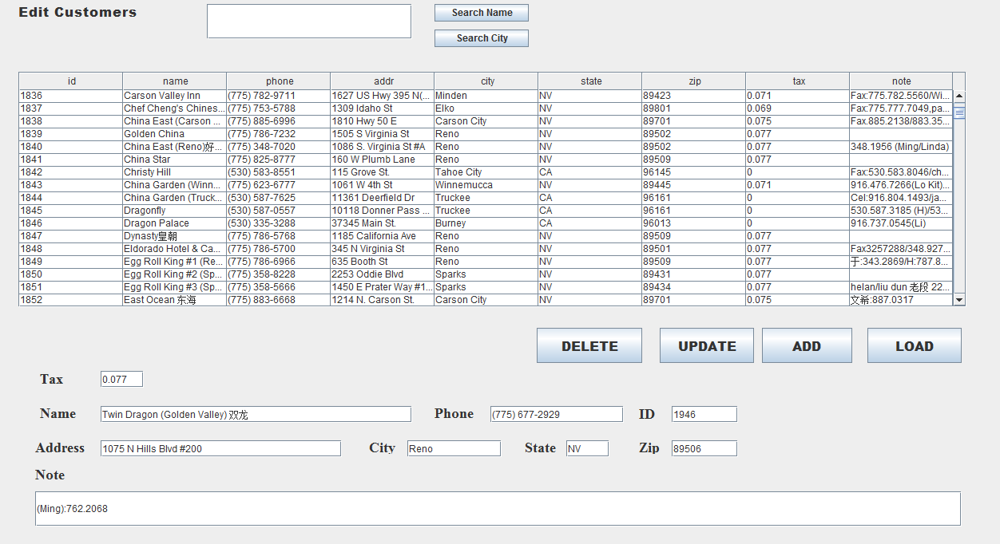 Edit Customers
Search Name
Search City
id name phone addr city state zip tax note
1836 Carson Valley Inn (775) 782-9711 1627 US Hwy 395 N(... Minden NV 89423 0.071 Fax:775.782.5560/Wi...
1837 Chef Cheng's Chines... (775) 753-5788 1309 Idaho St Elko NV 89801 0.069 Fax:775.777.7049,pa...
1838 China East (Carson ... (775) 885-6996 1810 Hwy 50 E Carson City NV 89701 0.075 Fax.885.2138/883.35...
1839 Golden China (775) 786-7232 1505 S Virginia St Reno NV 89502 0.077
1840 China East (Reno)好... (775) 348-7020 1086 S. Virginia St #A Reno NV 89502 0.077 348.1956 (Ming/Linda)
1841 China Star (775) 825-8777 160 W Plumb Lane Reno NV 89509 0.077
1842 Christy Hill (530) 583-8551 115 Grove St. Tahoe City CA 96145 0 Fax:530.583.8046/ch...
1843 China Garden (Winn... (775) 623-6777 1061 W 4th St Winnemucca NV 89445 0.071 916.476.7266(Lo Kit)...
1844 China Garden (Truck... (530) 587-7625 11361 Deerfield Dr Truckee CA 96161 0 Cel:916.804.1493/ja...
1845 Dragonfly (530) 587-0557 10118 Donner Pass ... Truckee CA 96161 0 530.587.3185 (H)/53...
1846 Dragon Palace (530) 335-3288 37345 Main St. Burney CA 96013 0 916.737.0545(Li)
1847 Dynasty皇朝 (775) 786-5768 1185 California Ave Reno NV 89509 0.077
1848 Eldorado Hotel & Ca... (775) 786-5700 345 N Virginia St Reno NV 89501 0.077 Fax3257288/348.927...
1849 Egg Roll King #1 (Re... (775) 786-6966 635 Booth St Reno NV 89509 0.077 于:343.2869/H:787.8...
1850 Egg Roll King #2 (Sp... (775) 358-8228 2253 Oddie Blvd Sparks NV 89431 0.077
1851 Egg Roll King #3 (Sp... (775) 358-5666 1450 E Prater Way #1... Sparks NV 89434 0.077 helan/liu dun 老段 22...
1852 East Ocean 东海 (775) 883-6668 1214 N. Carson St. Carson City NV 89701 0.075 文希:887.0317
DELETE UPDATE ADD LOAD
Tax 0.077
Name Twin Dragon (Golden Valley) 双龙 Phone (775) 677-2929 ID 1946
Address 1075 N Hills Blvd #200 City Reno State NV Zip 89506
Note
(Ming):762.2068